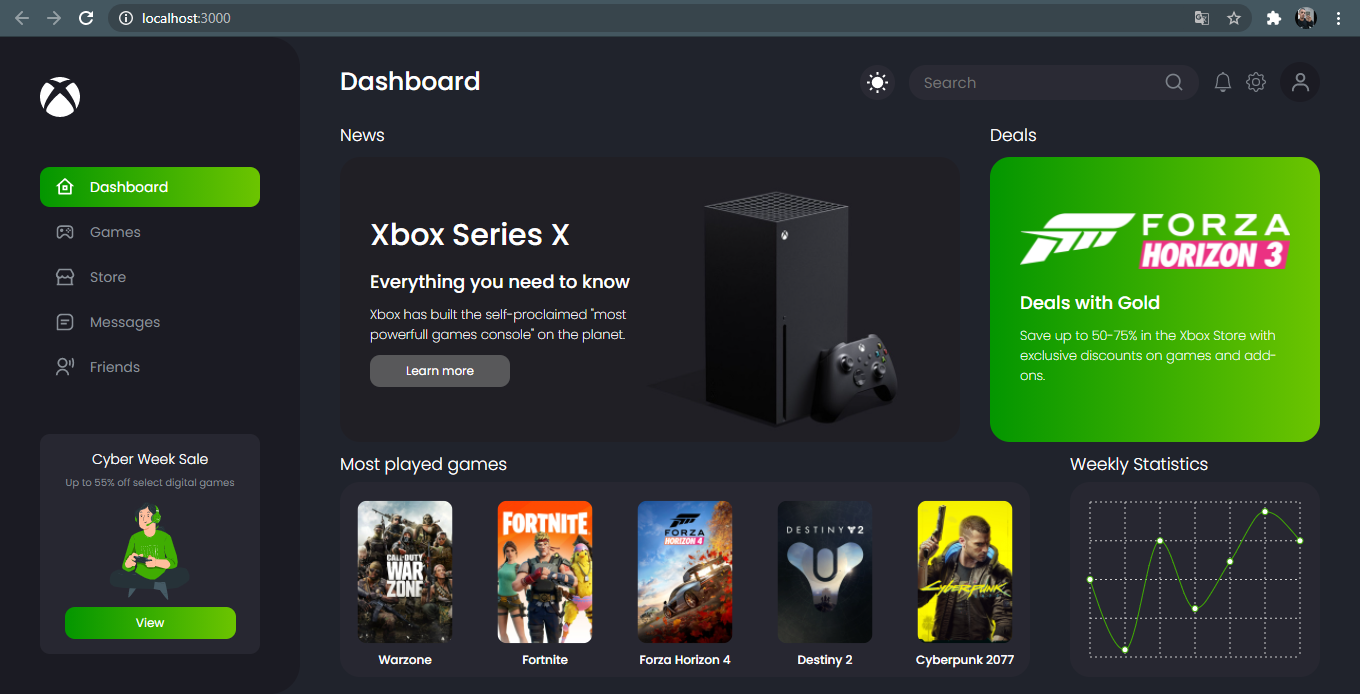 localhost:3000
Dashboard
Search
Dashboard
Games
Store
Messages
Friends
Cyber Week Sale
Up to 55% off select digital games
View
News
Xbox Series X
Everything you need to know
Xbox has built the self-proclaimed "most
powerfull games console" on the planet.
Learn more
Deals
FORZA
HORIZON 3
Deals with Gold
Save up to 50-75% in the Xbox Store with
exclusive discounts on games and add-
ons.
Most played games
CALL OF DUTY
WAR
ZONE
Warzone
FORTNITE
Fortnite
FORZA
HORIZON 4
Forza Horizon 4
DESTINY 2
Destiny 2
Cyberpunk
Cyberpunk 2077
Weekly Statistics